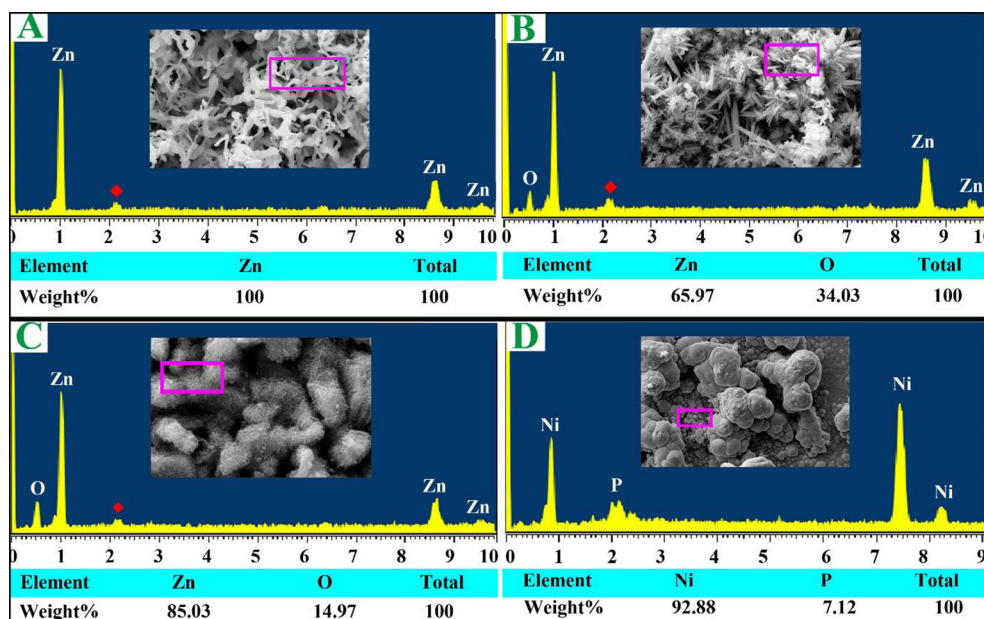 A
Zn
Zn
Zn
0 1 2 3 4 5 6 7 8 9 10
Element Zn Total
Weight% 100 100
B
Zn
O
Zn
Zn
0 1 2 3 4 5 6 7 8 9
Element Zn O Total
Weight% 65.97 34.03 100
C
Zn
O
Zn
Zn
0 1 2 3 4 5 6 7 8 9 10
Element Zn O Total
Weight% 85.03 14.97 100
D
Ni
Ni
P
Ni
0 1 2 3 4 5 6 7 8 9
Element Ni P Total
Weight% 92.88 7.12 100